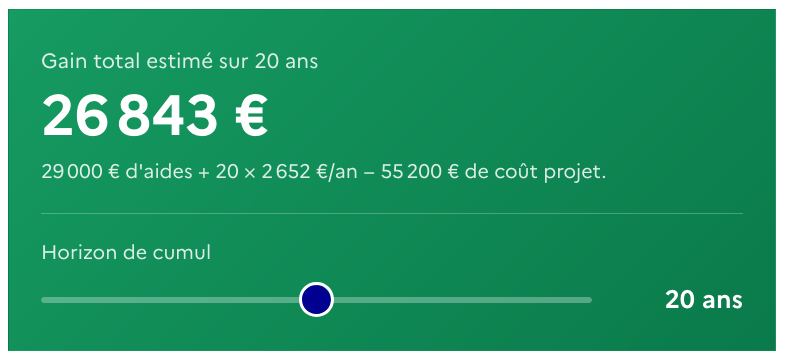 Gain total estimé sur 20 ans
26 843 €
29 000 € d'aides + 20 × 2 652 €/an – 55 200 € de coût projet.
Horizon de cumul
20 ans